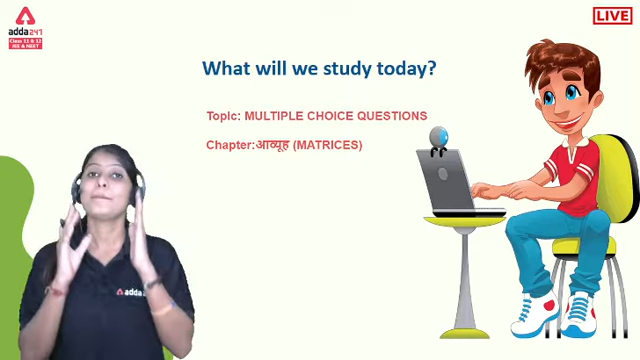 LIVE
adda247
Class 11 & 12
JEE & NEET
What will we study today?
Topic: MULTIPLE CHOICE QUESTIONS
Chapter:आव्यूह (MATRICES)
adda247